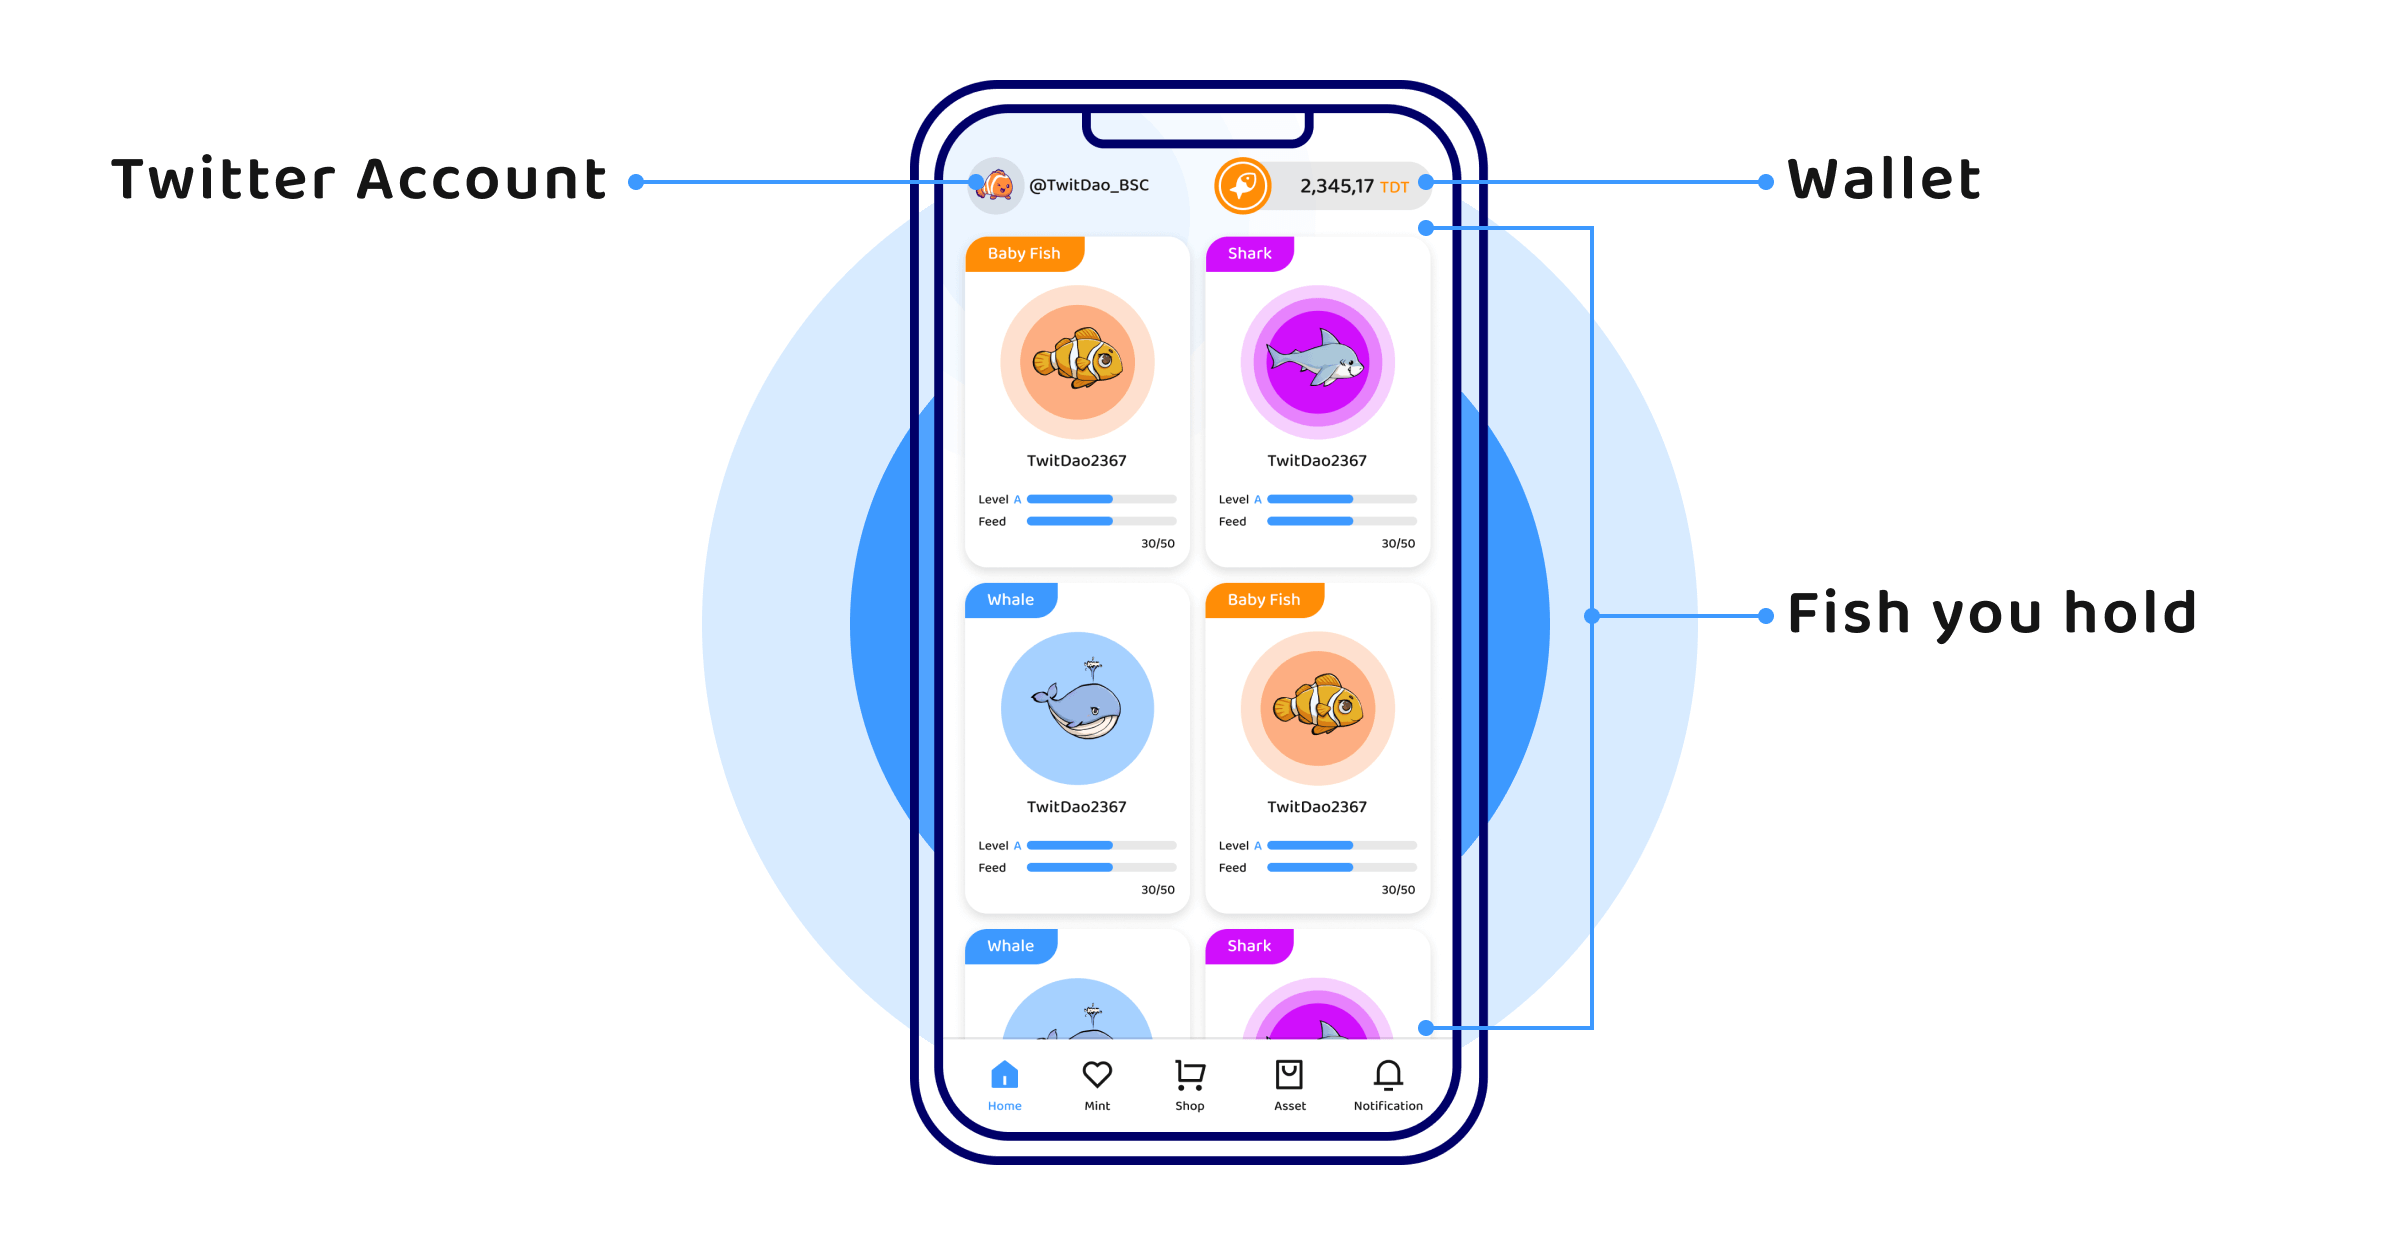 Twitter Account
@TwitDao_BSC
2,345,17 TDT
Wallet
Baby Fish
Shark
TwitDao2367
TwitDao2367
Level A
Feed
30/50
Level A
Feed
30/50
Whale
Baby Fish
Fish you hold
TwitDao2367
TwitDao2367
Level A
Feed
30/50
Level A
Feed
30/50
Whale
Shark
Home
Mint
Shop
Asset
Notification